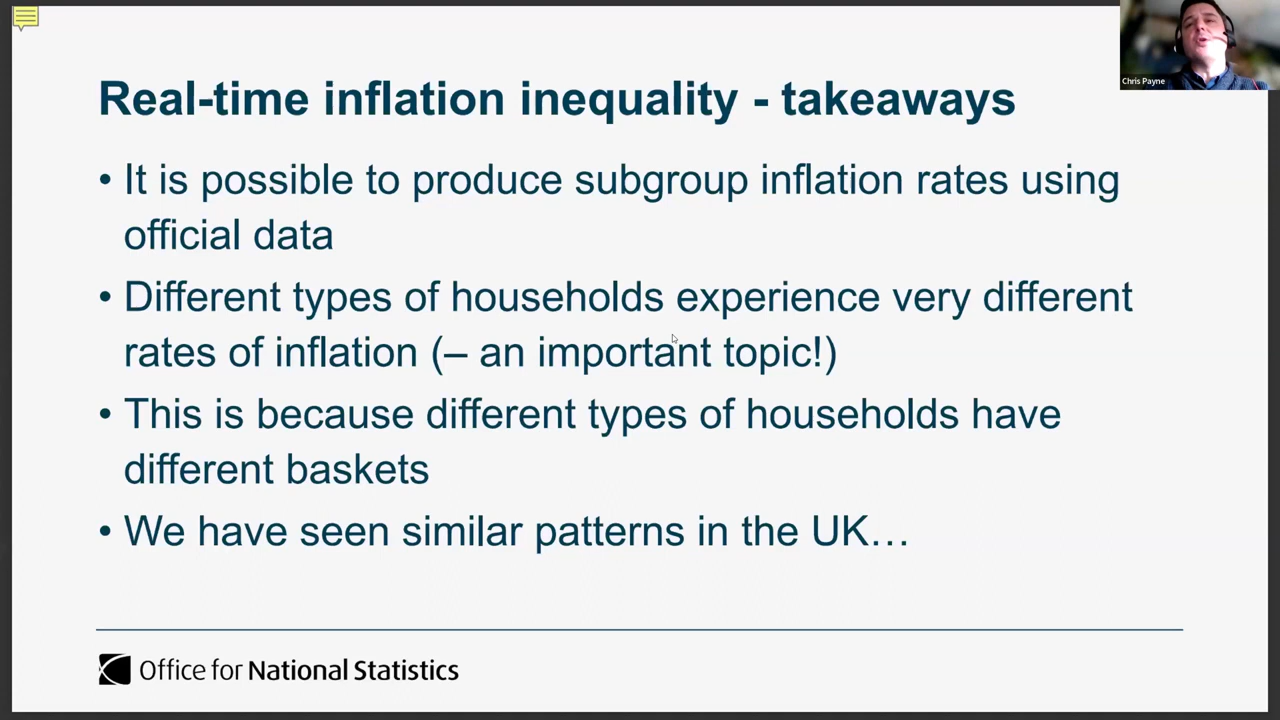 Chris Payne
Real-time inflation inequality - takeaways
• It is possible to produce subgroup inflation rates using
official data
• Different types of households experience very different
rates of inflation (– an important topic!)
• This is because different types of households have
different baskets
• We have seen similar patterns in the UK…
Office for National Statistics